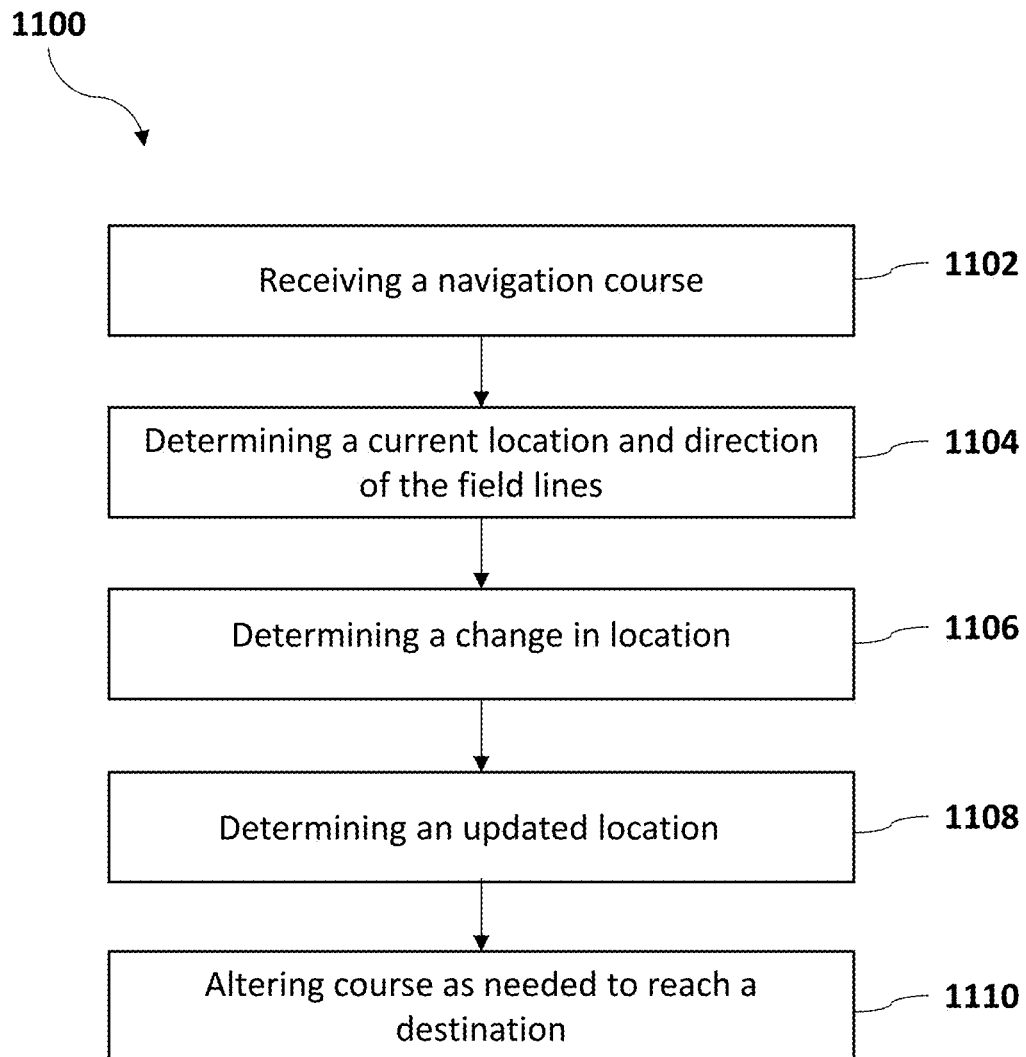 1100
Receiving a navigation course
1102
Determining a current location and direction
of the field lines
1104
Determining a change in location
1106
Determining an updated location
1108
Altering course as needed to reach a
destination
1110